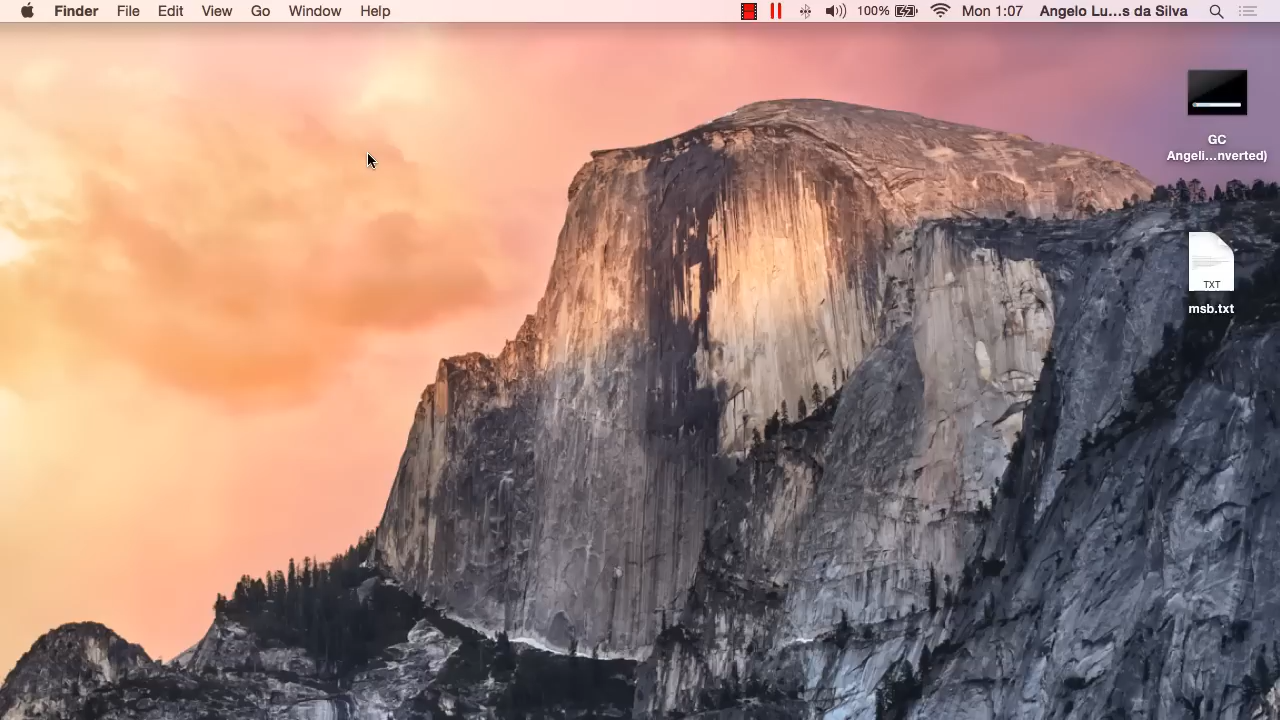 Finder File Edit View Go Window Help 100% Mon 1:07 Angelo Lu...s da Silva
GC
Angeli...nverted)
TXT
msb.txt